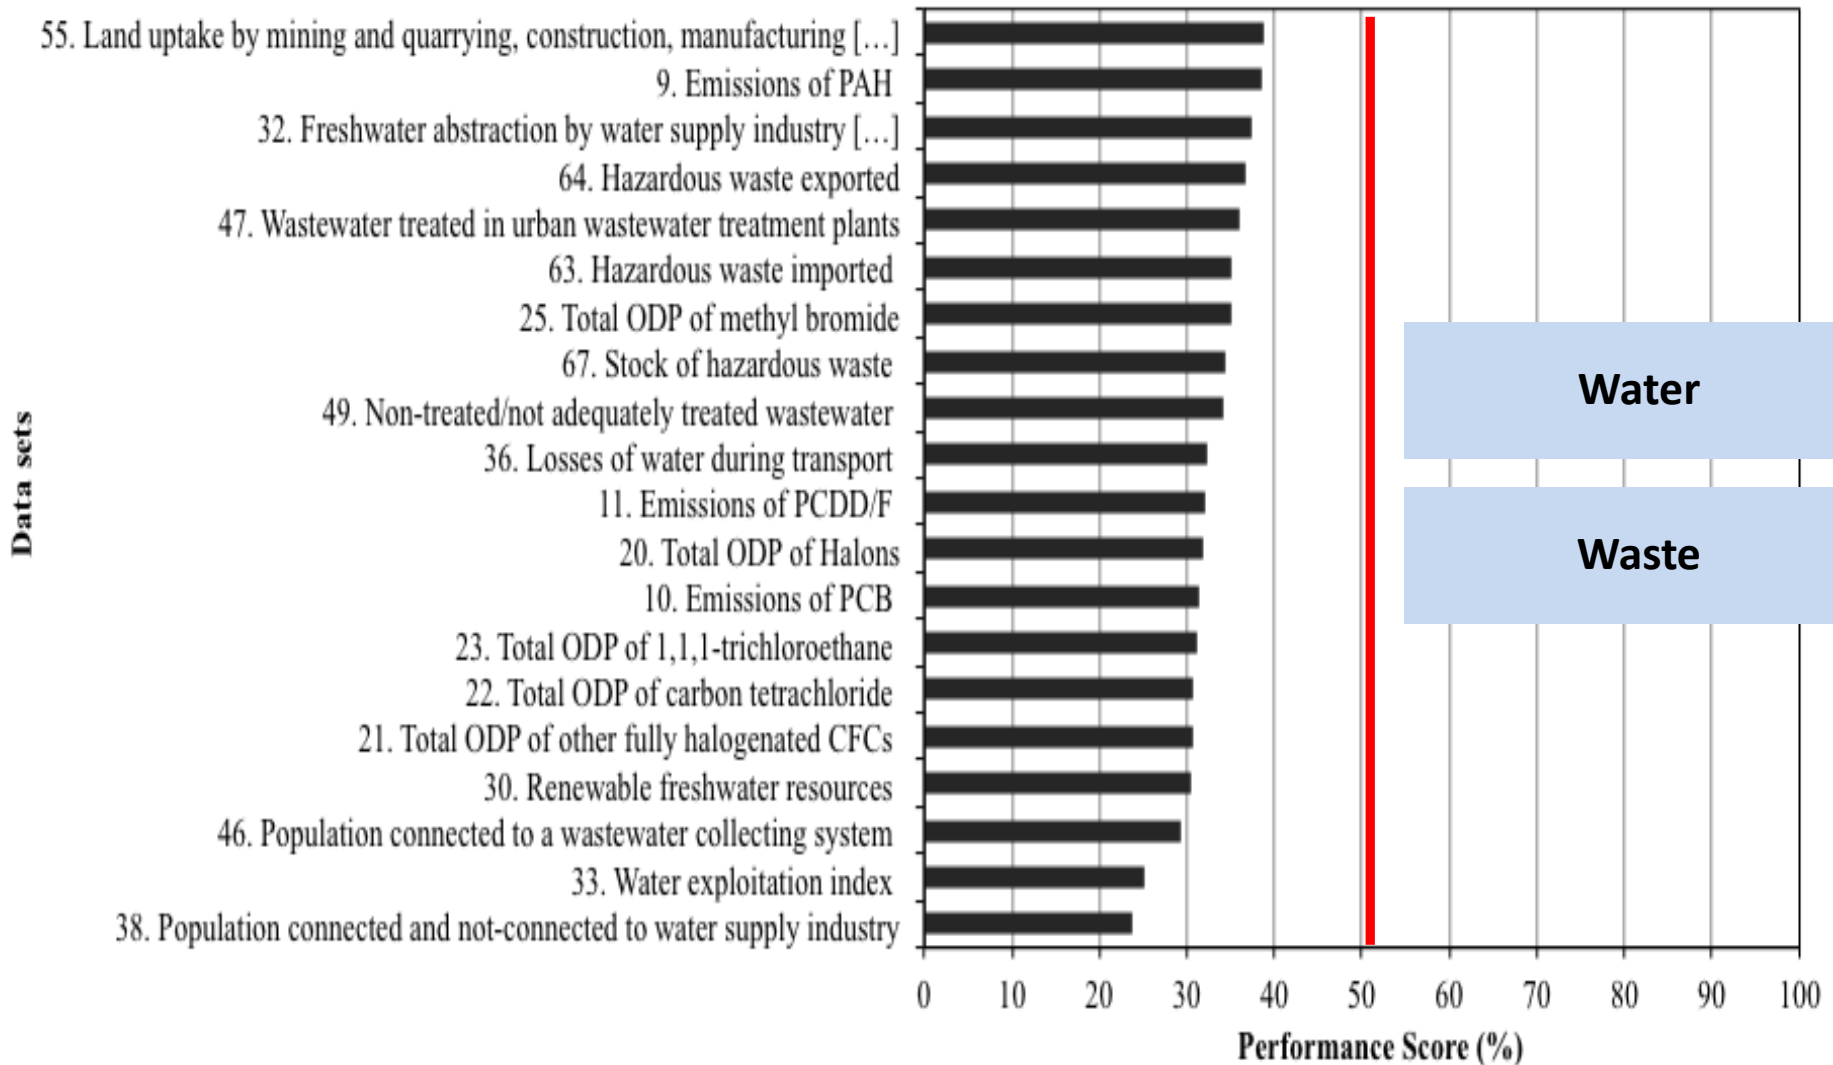 55. Land uptake by mining and quarrying, construction, manufacturing [...]
9. Emissions of PAH
32. Freshwater abstraction by water supply industry [...]
64. Hazardous waste exported
47. Wastewater treated in urban wastewater treatment plants
63. Hazardous waste imported
25. Total ODP of methyl bromide
67. Stock of hazardous waste
49. Non-treated/not adequately treated wastewater
36. Losses of water during transport
11. Emissions of PCDD/F
20. Total ODP of Halons
10. Emissions of PCB
23. Total ODP of 1,1,1-trichloroethane
22. Total ODP of carbon tetrachloride
21. Total ODP of other fully halogenated CFCs
30. Renewable freshwater resources
46. Population connected to a wastewater collecting system
33. Water exploitation index
38. Population connected and not-connected to water supply industry
Data sets
Water
Waste
0 10 20 30 40 50 60 70 80 90 100
Performance Score (%)